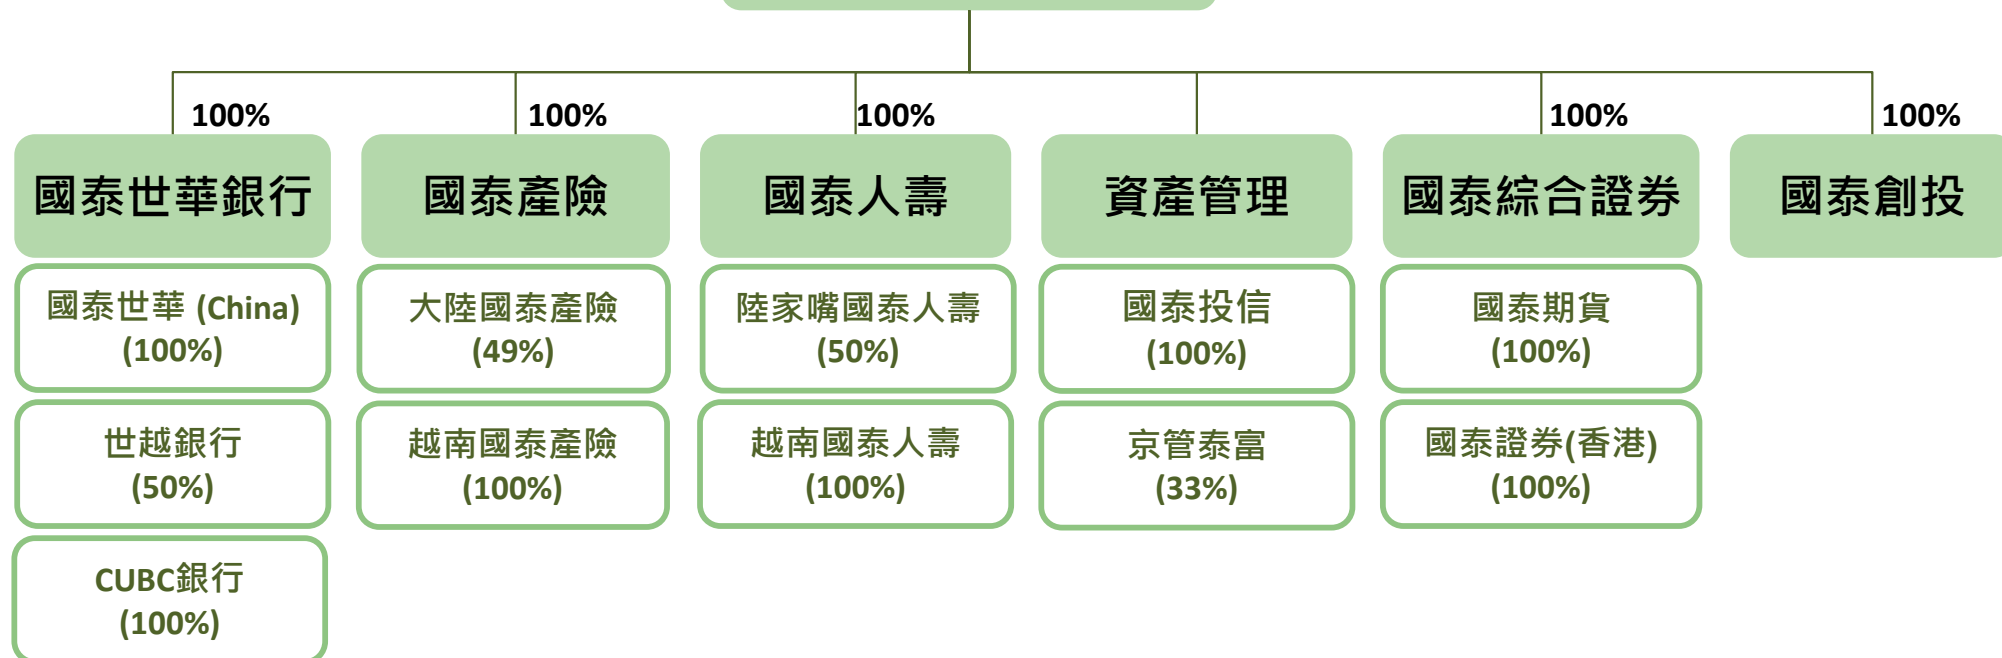 100%
100%
100%
100%
100%
國泰世華銀行
國泰產險
國泰人壽
資產管理
國泰綜合證券
國泰創投
國泰世華 (China)
(100%)
大陸國泰產險
(49%)
陸家嘴國泰人壽
(50%)
國泰投信
(100%)
國泰期貨
(100%)
世越銀行
(50%)
越南國泰產險
(100%)
越南國泰人壽
(100%)
京管泰富
(33%)
國泰證券(香港)
(100%)
CUBC銀行
(100%)